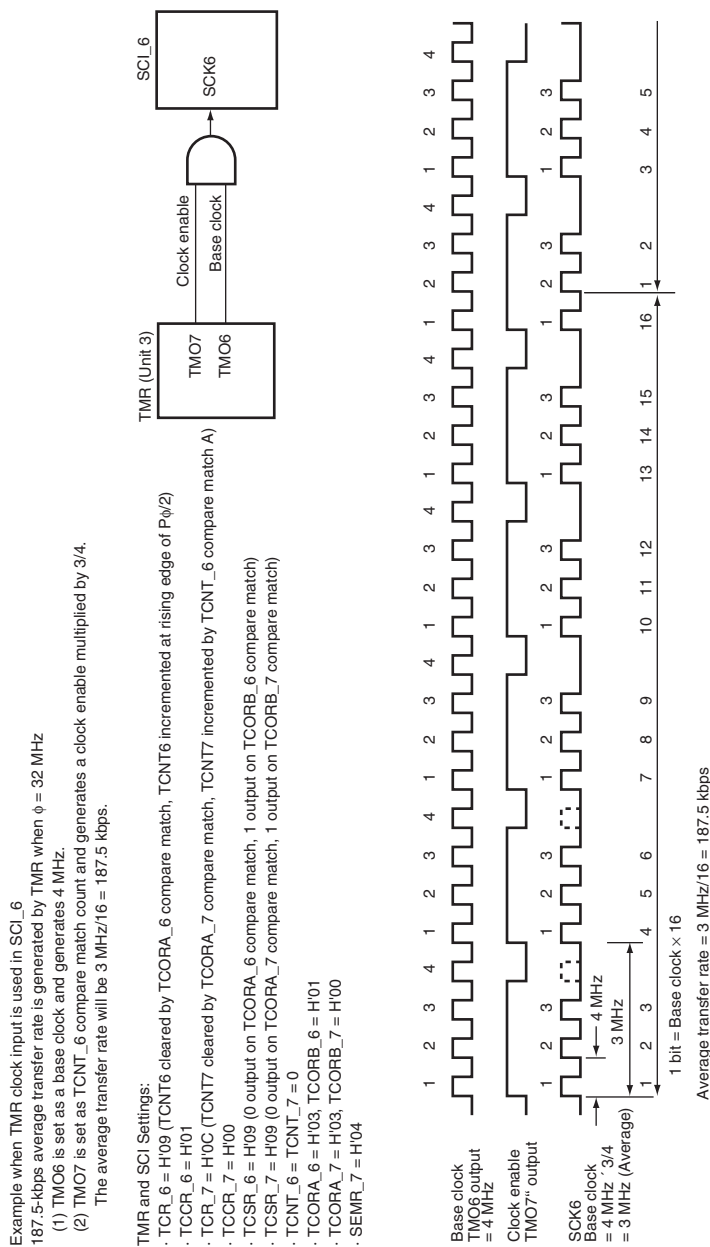 Example when TMR clock input is used in SCI_6
187.5-kbps average transfer rate is generated by TMR when ϕ = 32 MHz
(1) TMO6 is set as a base clock and generates 4 MHz.
(2) TMO7 is set as TCNT_6 compare match count and generates a clock enable multiplied by 3/4.
The average transfer rate will be 3 MHz/16 = 187.5 kbps.
TMR and SCI Settings:
· TCR_6 = H'09 (TCNT6 cleared by TCORA_6 compare match, TCNT6 incremented at rising edge of Pϕ/2)
· TCCR_6 = H'01
· TCR_7 = H'0C (TCNT7 cleared by TCORA_7 compare match, TCNT7 incremented by TCNT_6 compare match A)
· TCCR_7 = H'00
· TCSR_6 = H'09 (0 output on TCORA_6 compare match, 1 output on TCORB_6 compare match)
· TCSR_7 = H'09 (0 output on TCORA_7 compare match, 1 output on TCORB_7 compare match)
· TCNT_6 = TCNT_7 = 0
· TCORA_6 = H'03, TCORB_6 = H'01
· TCORA_7 = H'03, TCORB_7 = H'00
· SEMR_7 = H'04
TMR (Unit 3)
TMO7
TMO6
Clock enable
Base clock
SCI_6
SCK6
1 2 3 4 1 2 3 4 1 2 3 4 1 2 3 4 1 2 3 4 1 2 3 4 1 2 3 4
Base clock
TMO6 output
= 4 MHz
Clock enable
TMO7“ output
1 2 3 1 2 3 1 2 3 1 2 3 1 2 3 1 2 3 1 2 3
SCK6
Base clock
= 4 MHz ´ 3/4
= 3 MHz (Average)
4 MHz
3 MHz
1 2 3 4 5 6 7 8 9 10 11 12 13 14 15 16 1 2 3 4 5
1 bit = Base clock × 16
Average transfer rate = 3 MHz/16 = 187.5 kbps